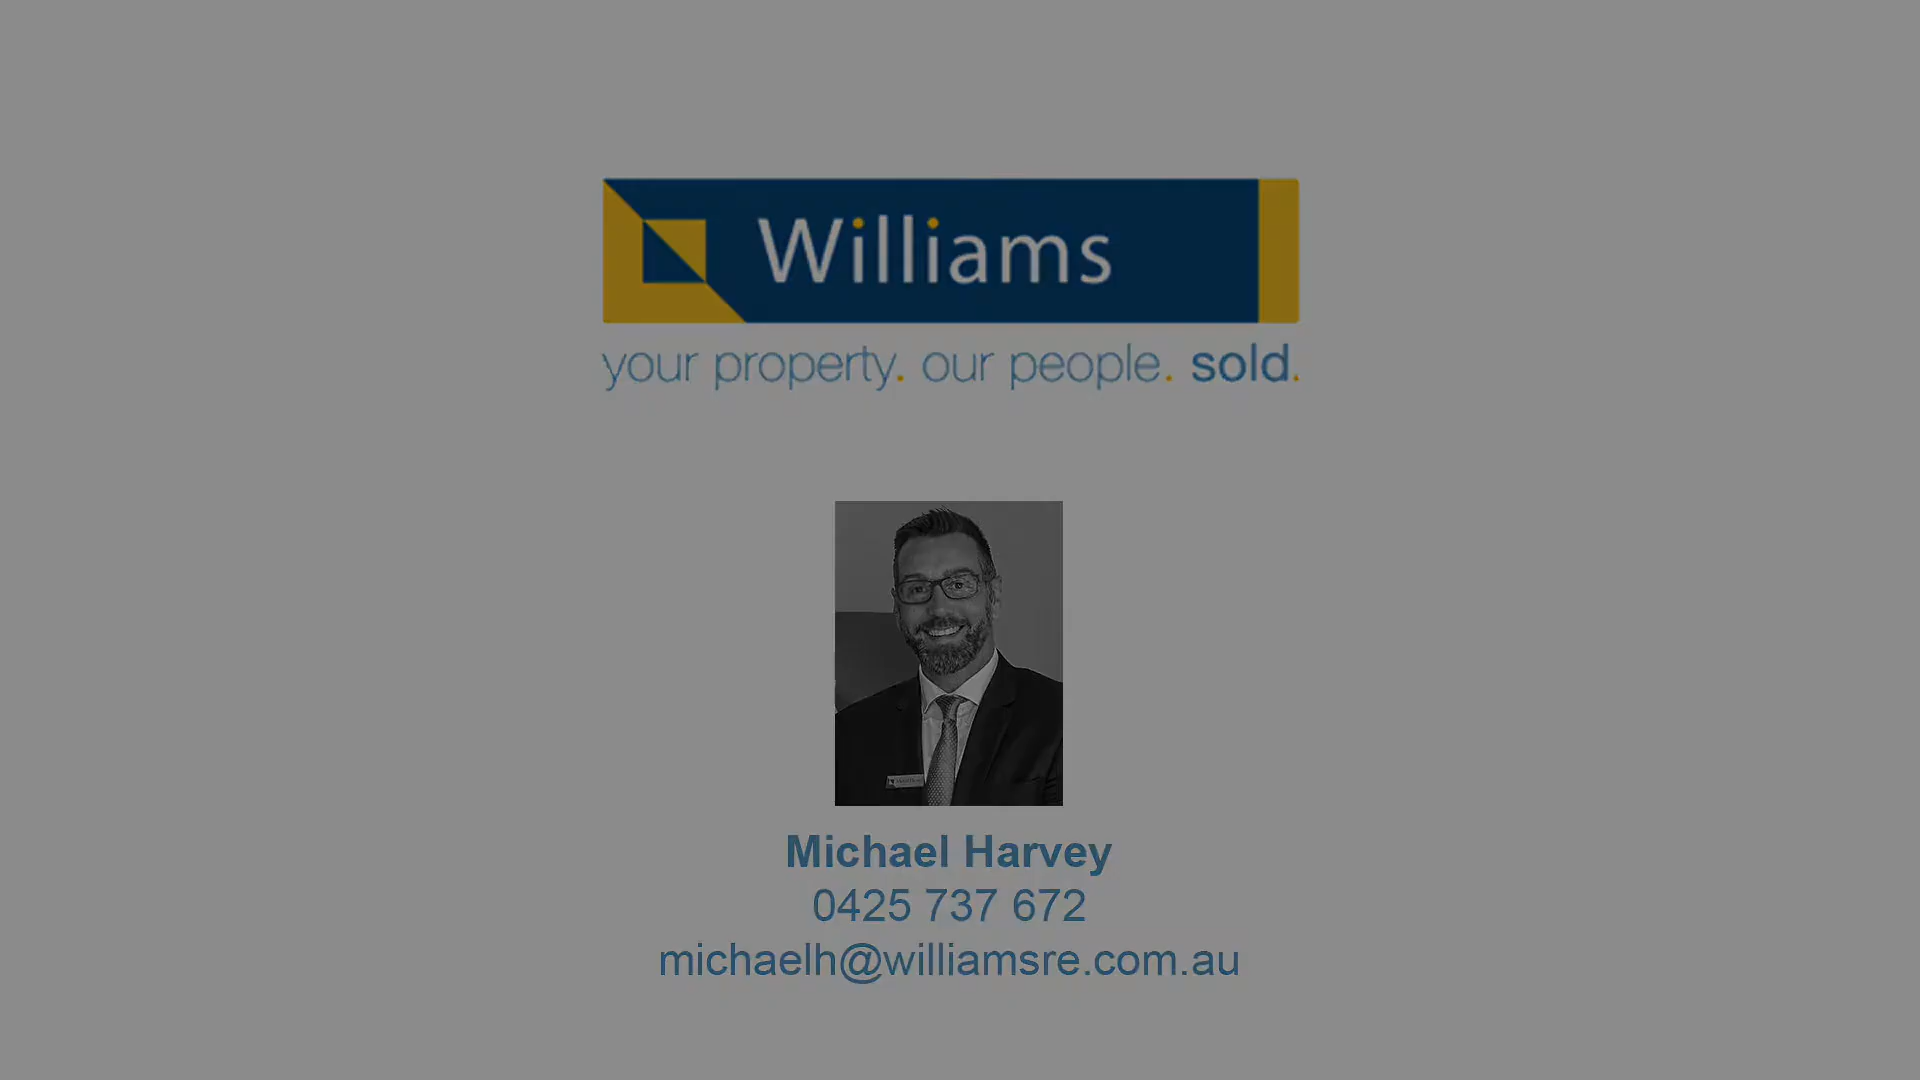 Williams
your property. our people. sold.
Michael Harvey
0425 737 672
michaelh@williamsre.com.au